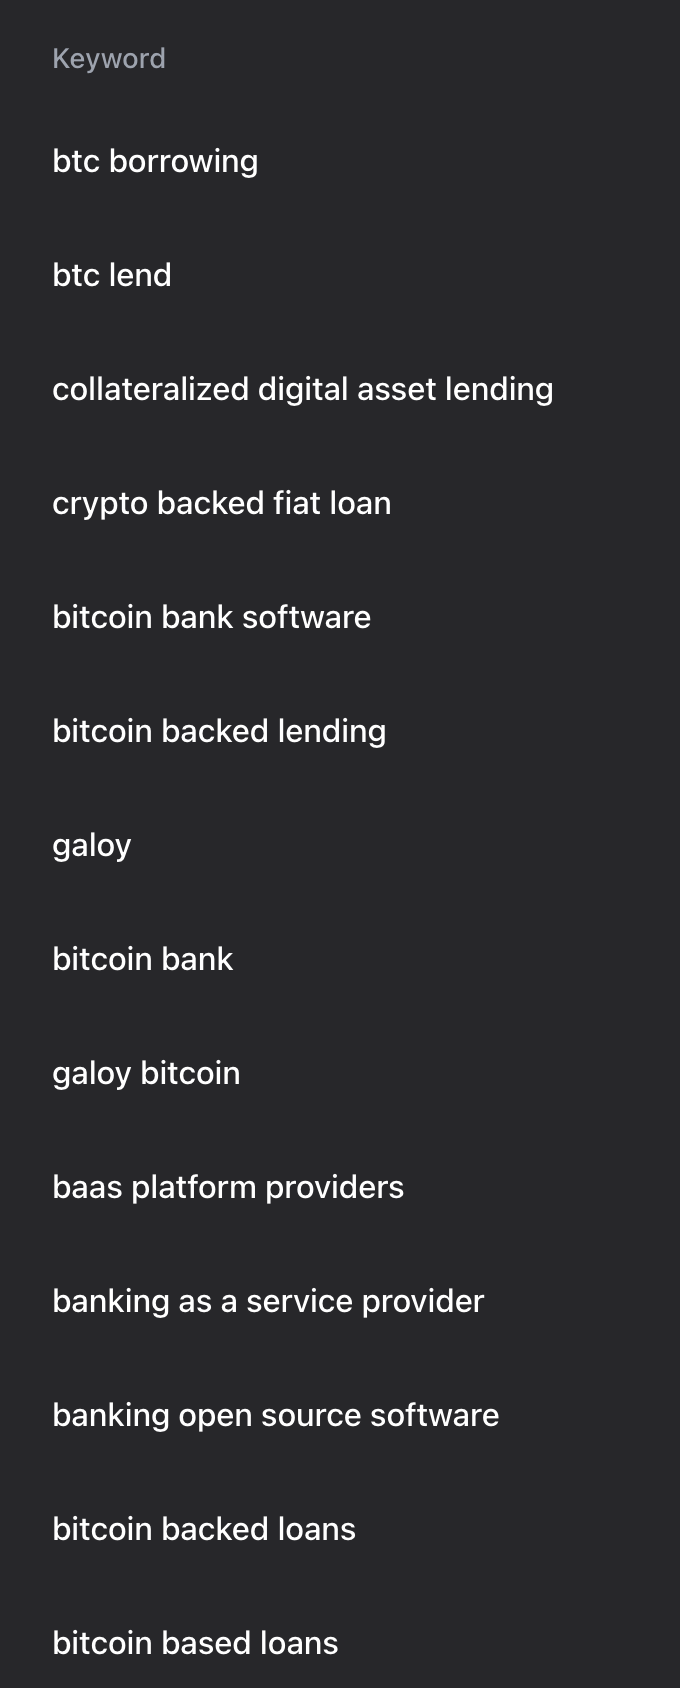 Keyword
btc borrowing
btc lend
collateralized digital asset lending
crypto backed fiat loan
bitcoin bank software
bitcoin backed lending
galoy
bitcoin bank
galoy bitcoin
baas platform providers
banking as a service provider
banking open source software
bitcoin backed loans
bitcoin based loans